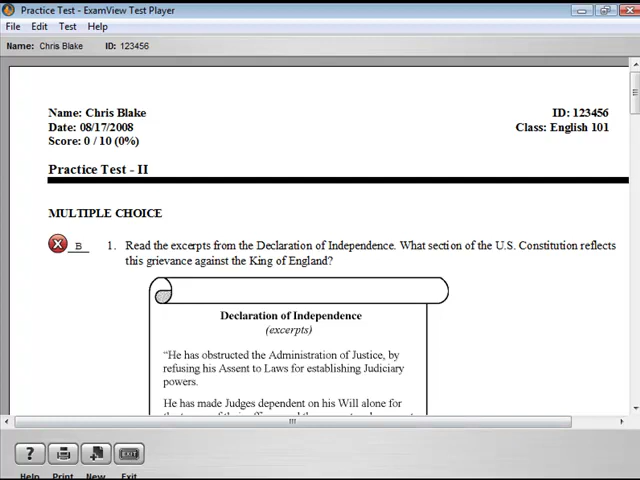 Practice Test - ExamView Test Player
File Edit Test Help
Name: Chris Blake ID: 123456
Name: Chris Blake ID: 123456
Date: 08/17/2008 Class: English 101
Score: 0 / 10 (0%)
Practice Test - II
MULTIPLE CHOICE
B 1. Read the excerpts from the Declaration of Independence. What section of the U.S. Constitution reflects
this grievance against the King of England?
Declaration of Independence
(excerpts)
“He has obstructed the Administration of Justice, by
refusing his Assent to Laws for establishing Judiciary
powers.
He has made Judges dependent on his Will alone for
Help Print New Exit